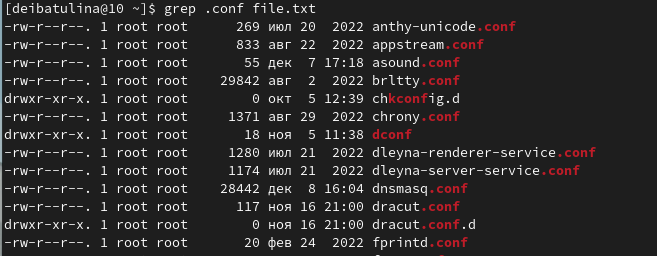 [deibatulina@10 ~]$ grep .conf file.txt
-rw-r--r--. 1 root root 269 июл 20 2022 anthy-unicode.conf
-rw-r--r--. 1 root root 833 авг 22 2022 appstream.conf
-rw-r--r--. 1 root root 55 дек 7 17:18 asound.conf
-rw-r--r--. 1 root root 29842 авг 2 2022 brltty.conf
drwxr-xr-x. 1 root root 0 окт 5 12:39 chkconfig.d
-rw-r--r--. 1 root root 1371 авг 29 2022 chrony.conf
drwxr-xr-x. 1 root root 18 ноя 5 11:38 dconf
-rw-r--r--. 1 root root 1280 июл 21 2022 dleyna-renderer-service.conf
-rw-r--r--. 1 root root 1174 июл 21 2022 dleyna-server-service.conf
-rw-r--r--. 1 root root 28442 дек 8 16:04 dnsmasq.conf
-rw-r--r--. 1 root root 117 ноя 16 21:00 dracut.conf
drwxr-xr-x. 1 root root 0 ноя 16 21:00 dracut.conf.d
-rw-r--r--. 1 root root 20 фев 24 2022 fprintd.conf